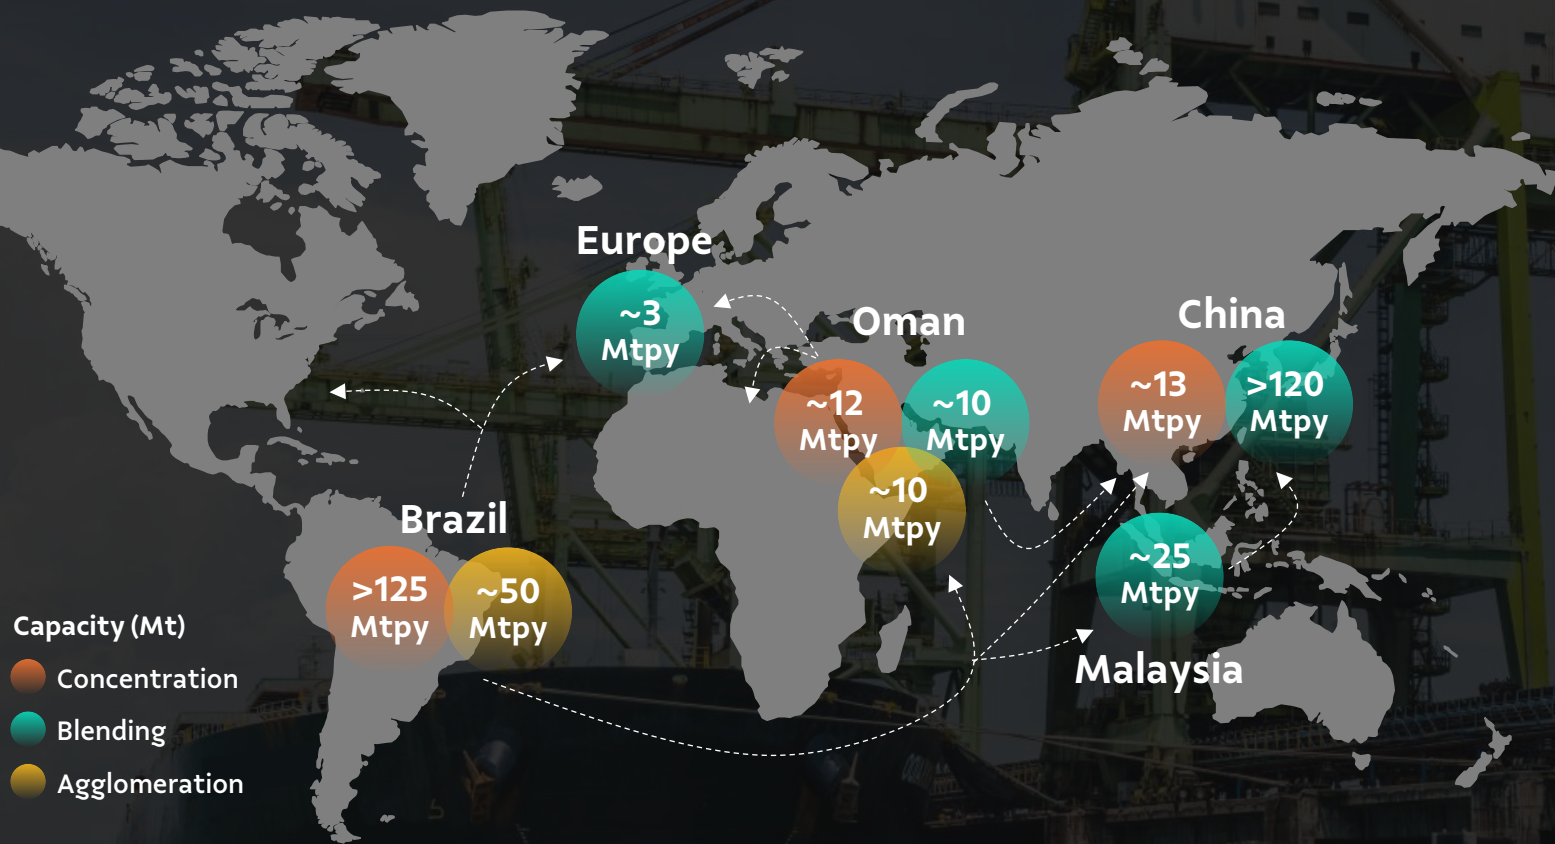 Europe
~3
Mtpy
Oman
~12
Mtpy
~10
Mtpy
~10
Mtpy
China
~13
Mtpy
>120
Mtpy
Brazil
>125
Mtpy
~50
Mtpy
~25
Mtpy
Malaysia
Capacity (Mt)
Concentration
Blending
Agglomeration